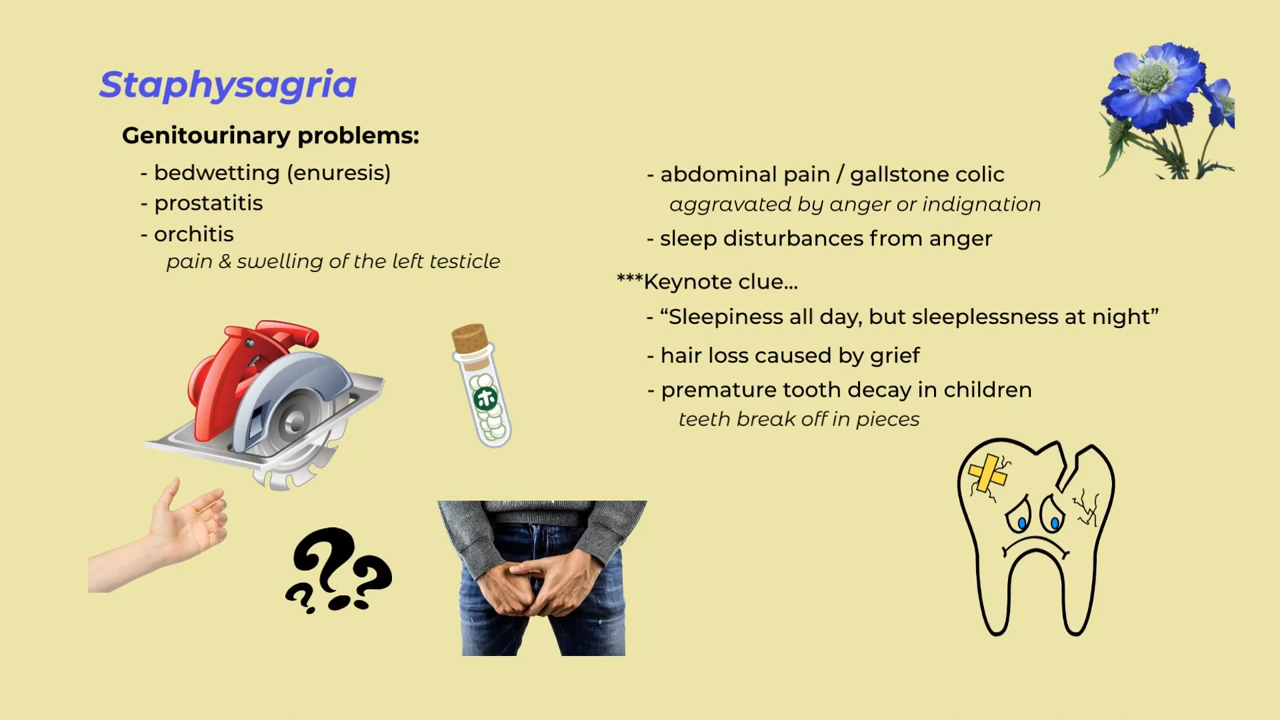 Staphysagria
Genitourinary problems:
- bedwetting (enuresis)
- prostatitis
- orchitis
pain & swelling of the left testicle
- abdominal pain / gallstone colic
aggravated by anger or indignation
- sleep disturbances from anger
***Keynote clue...
- “Sleepiness all day, but sleeplessness at night”
- hair loss caused by grief
- premature tooth decay in children
teeth break off in pieces
???